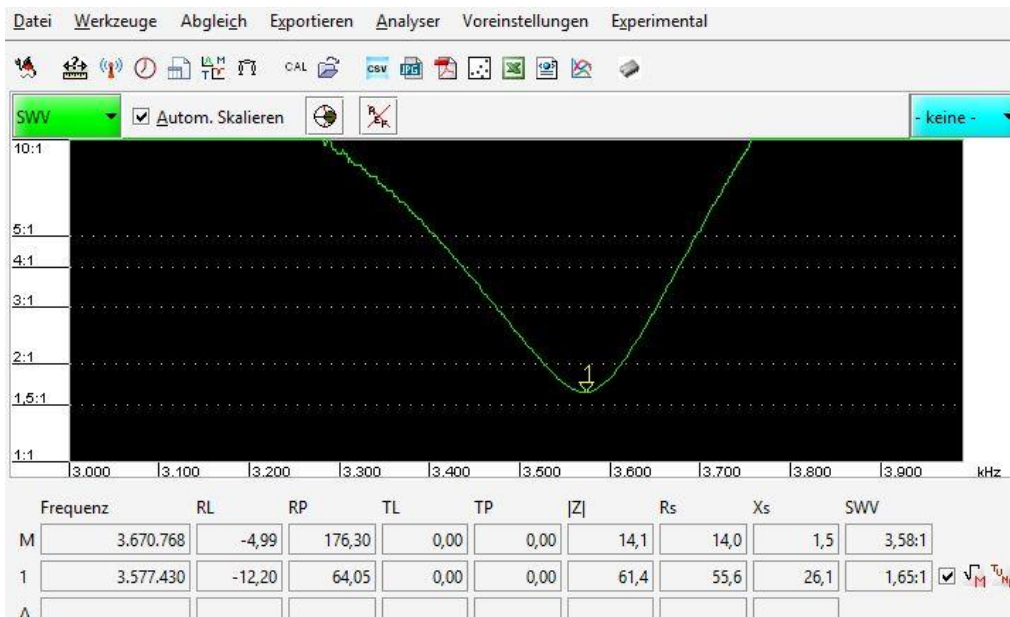 Datei Werkzeuge Abgleich Exportieren Analyser Voreinstellungen Experimental
CAL CSV JPG
SWV Autom. Skalieren - keine -
10:1
5:1
4:1
3:1
2:1
1
1,5:1
1:1
3.000 3.100 3.200 3.300 3.400 3.500 3.600 3.700 3.800 3.900 kHz
Frequenz RL RP TL TP |Z| Rs Xs SWV
M 3.670.768 -4,99 176,30 0,00 0,00 14,1 14,0 1,5 3,58:1
1 3.577.430 -12,20 64,05 0,00 0,00 61,4 55,6 26,1 1,65:1 M